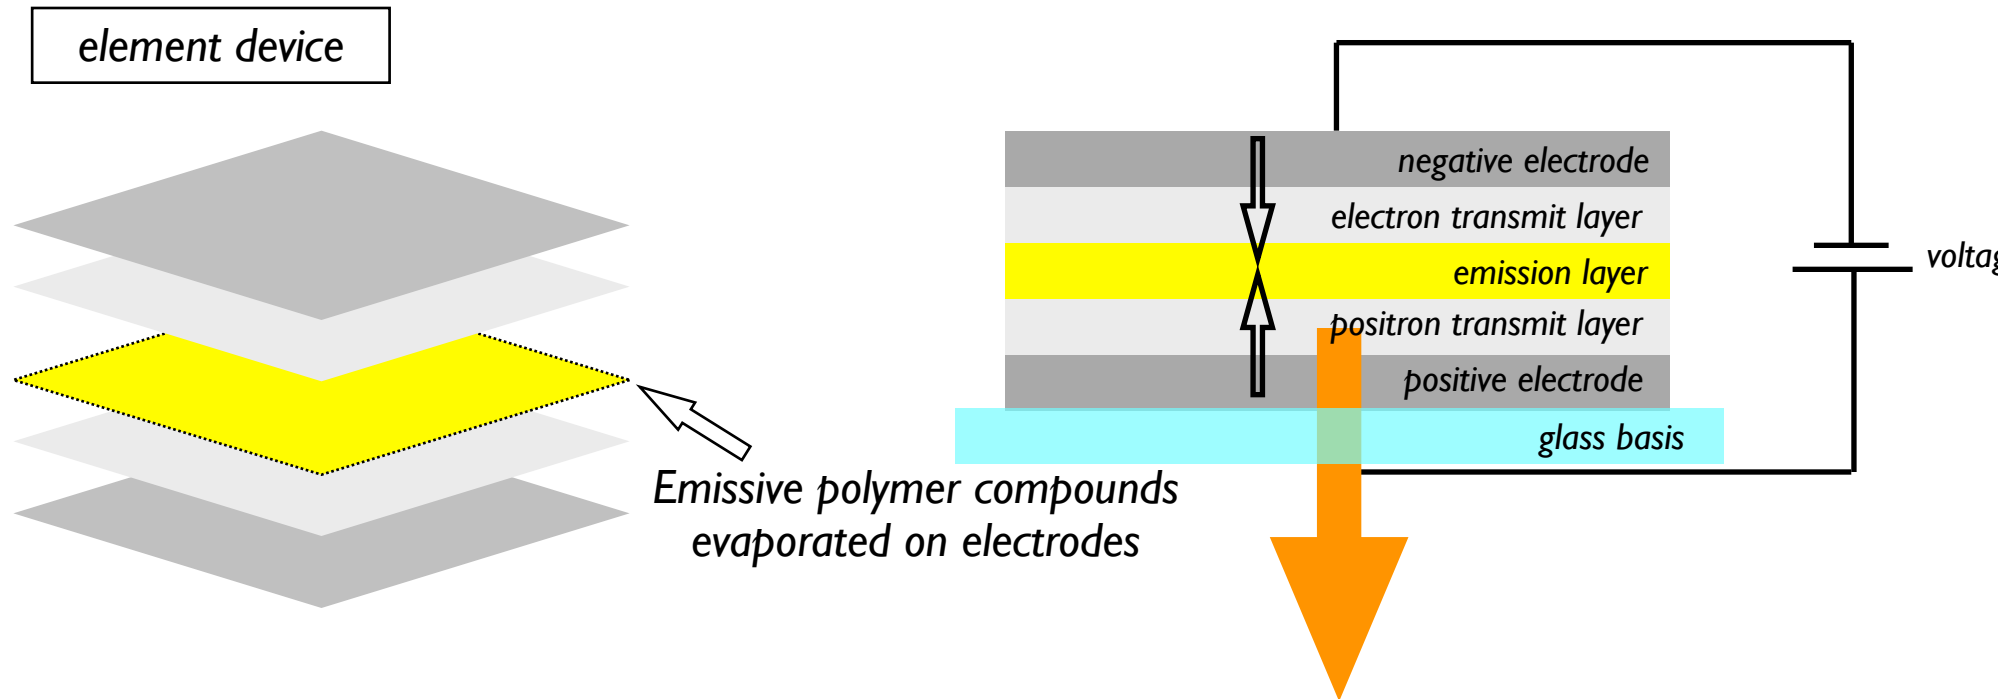 element device
negative electrode
electron transmit layer
emission layer
positron transmit layer
positive electrode
glass basis
voltag
Emissive polymer compounds
evaporated on electrodes